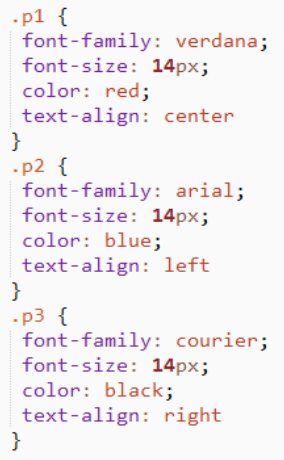 .p1 {
font-family: verdana;
font-size: 14px;
color: red;
text-align: center
}
.p2 {
font-family: arial;
font-size: 14px;
color: blue;
text-align: left
}
.p3 {
font-family: courier;
font-size: 14px;
color: black;
text-align: right
}